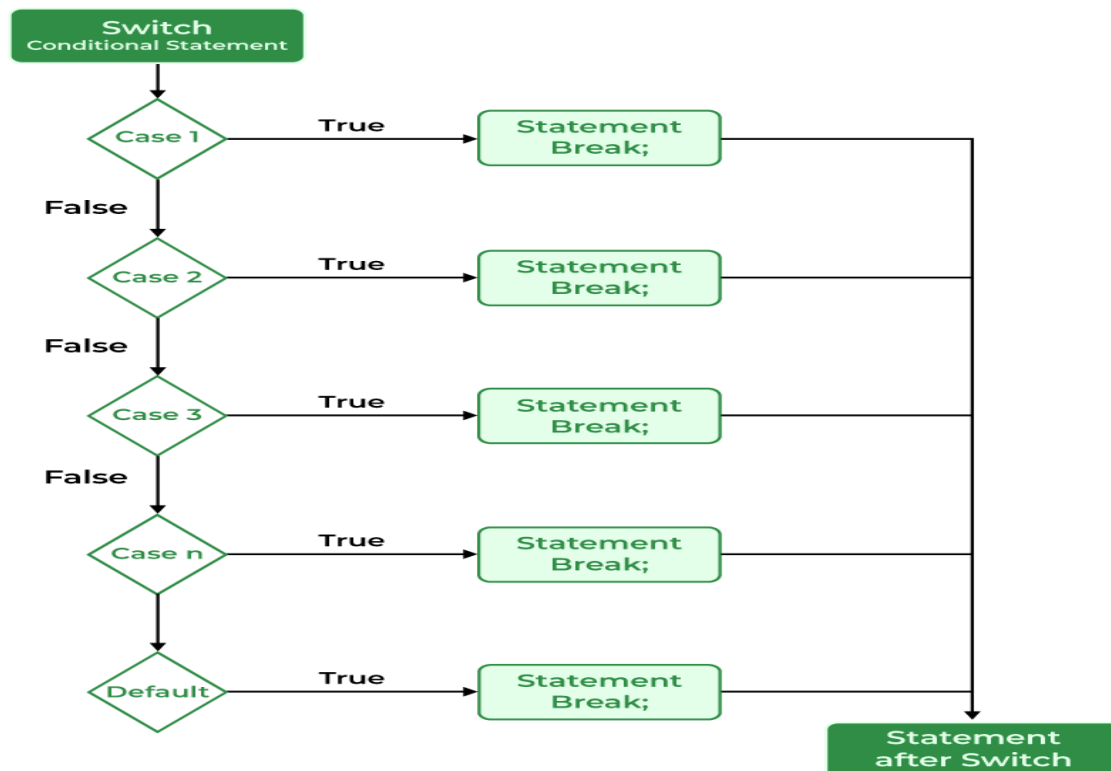 Switch
Conditional Statement
Case 1
True
Statement
Break;
False
Case 2
True
Statement
Break;
False
Case 3
True
Statement
Break;
False
Case n
True
Statement
Break;
Default
True
Statement
Break;
Statement
after Switch